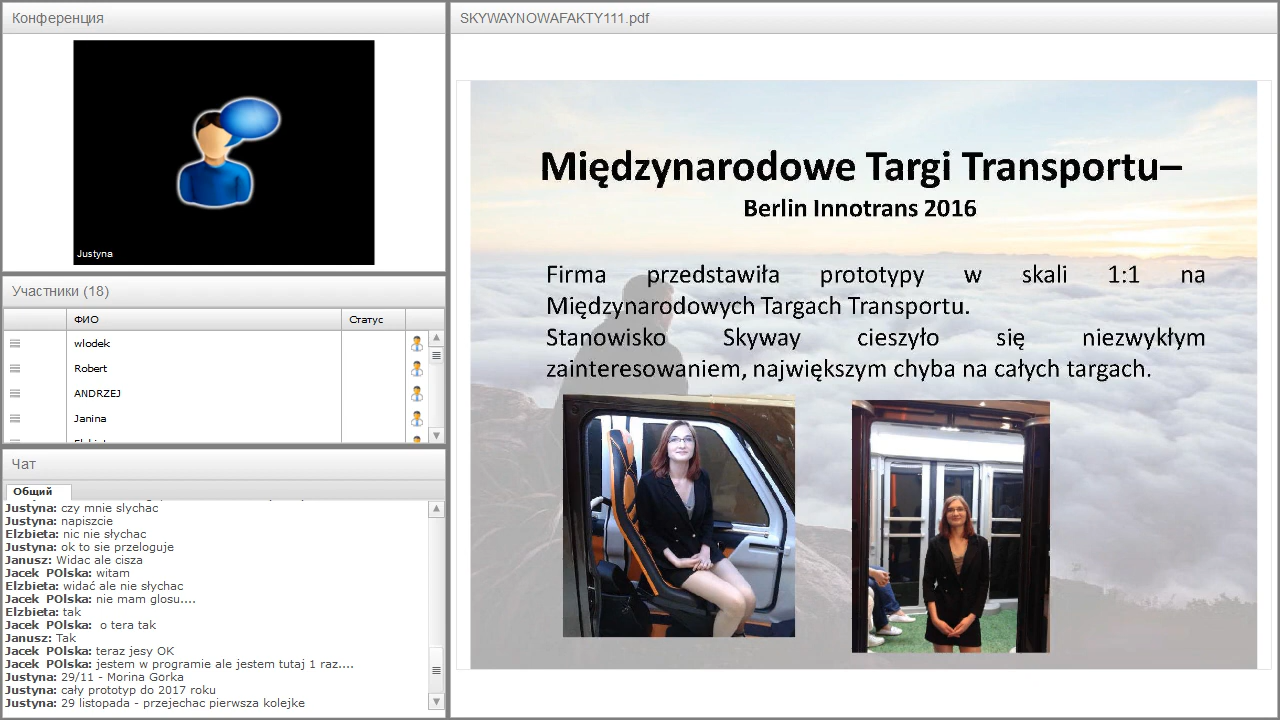 Конференция
Justyna
Участники (18)
ФИО
Статус
wlodek
Robert
ANDRZEJ
Janina
Чат
Общий
Justyna: czy mnie slychac
Justyna: napiszcie
Elzbieta: nic nie słychac
Justyna: ok to sie przeloguje
Janusz: Widac ale cisza
Jacek POlska: witam
Elzbieta: widać ale nie słychac
Jacek POlska: nie mam glosu....
Elzbieta: tak
Jacek POlska: o tera tak
Janusz: Tak
Jacek POlska: teraz jesy OK
Jacek POlska: jestem w programie ale jestem tutaj 1 raz....
Justyna: 29/11 - Morina Gorka
Justyna: cały prototyp do 2017 roku
Justyna: 29 listopada - przejychac pierwsza kolejke
SKYWAYNOWAFAKTY111.pdf
Międzynarodowe Targi Transportu–
Berlin Innotrans 2016
Firma przedstawiła prototypy w skali 1:1 na
Międzynarodowych Targach Transportu.
Stanowisko Skyway cieszyło się niezwykłym
zainteresowaniem, największym chyba na całych targach.